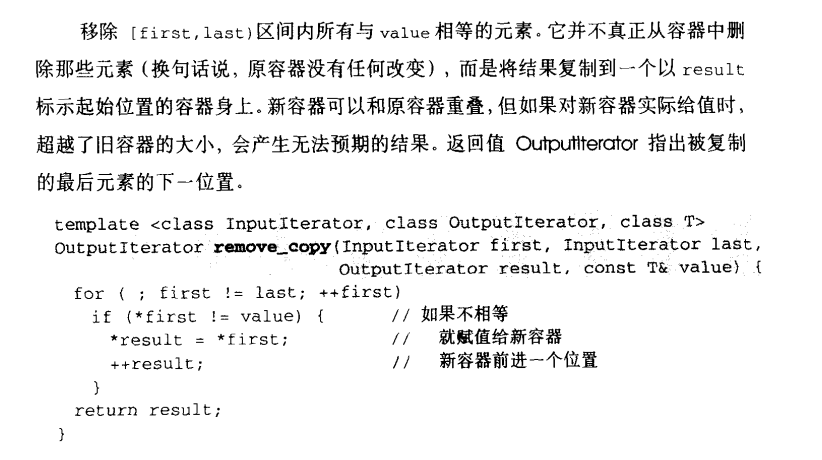 移除 [first,last)区间内所有与 value 相等的元素。它并不真正从容器中删
除那些元素（换句话说，原容器没有任何改变），而是将结果复制到一个以 result
标示起始位置的容器身上。新容器可以和原容器重叠，但如果对新容器实际给值时，
超越了旧容器的大小，会产生无法预期的结果。返回值 OutputIterator 指出被复制
的最后元素的下一位置。
template <class InputIterator, class OutputIterator, class T>
OutputIterator remove_copy(InputIterator first, InputIterator last,
OutputIterator result, const T& value) {
for ( ; first != last; ++first)
if (*first != value) { // 如果不相等
*result = *first; // 就赋值给新容器
++result; // 新容器前进一个位置
}
return result;
}